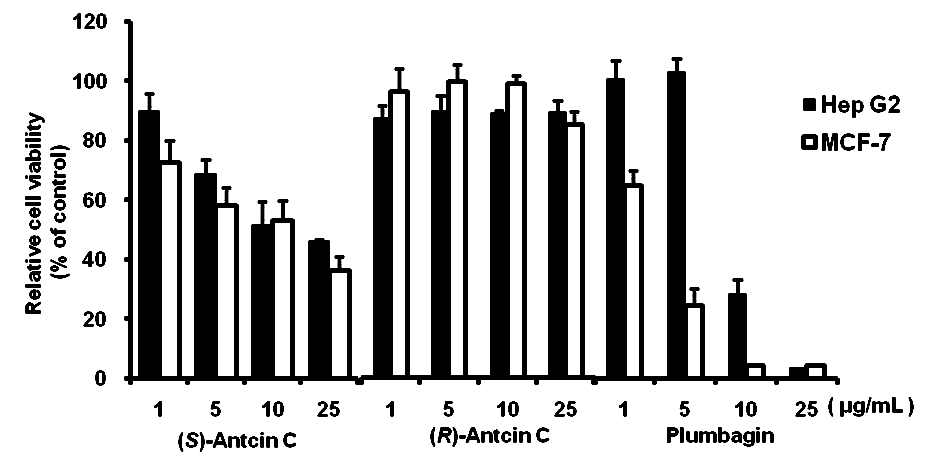 120
100
80
60
40
20
0
Relative cell viability
(% of control)
Hep G2
MCF-7
1 5 10 25 1 5 10 25 1 5 10 25 (μg/mL)
(S)-Antcin C (R)-Antcin C Plumbagin